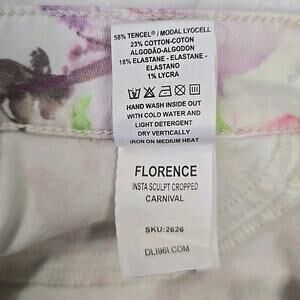 58% TENCEL® / MODAL LYOCELL
23% COTTON-COTON
ALGODÃO-ALGODON
18% ELASTANE - ELASTANE -
ELASTANO
1% LYCRA
HAND WASH INSIDE OUT
WITH COLD WATER AND
LIGHT DETERGENT
DRY VERTICALLY
IRON ON MEDIUM HEAT
FLORENCE
INSTA SCULPT CROPPED
CARNIVAL
SKU:2626
DL1961.COM